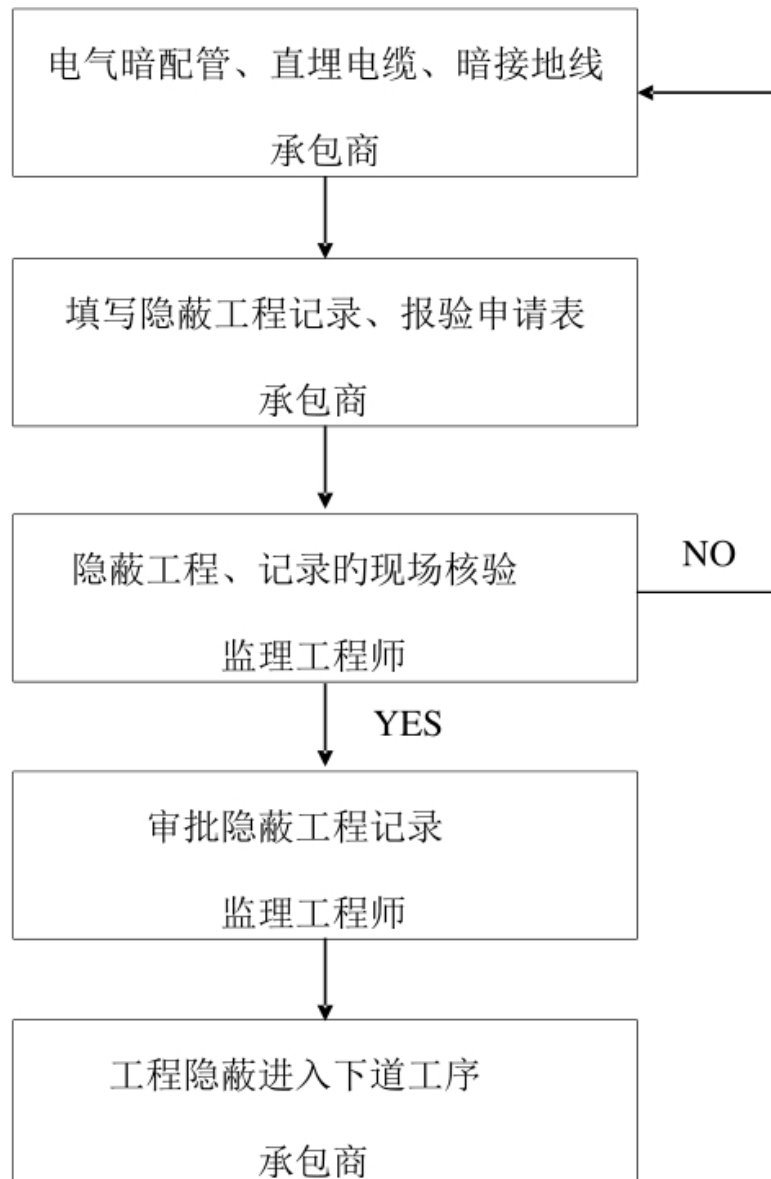 电气暗配管、直埋电缆、暗接地线
承包商
填写隐蔽工程记录、报验申请表
承包商
隐蔽工程、记录旳现场核验
NO
监理工程师
YES
审批隐蔽工程记录
监理工程师
工程隐蔽进入下道工序
承包商